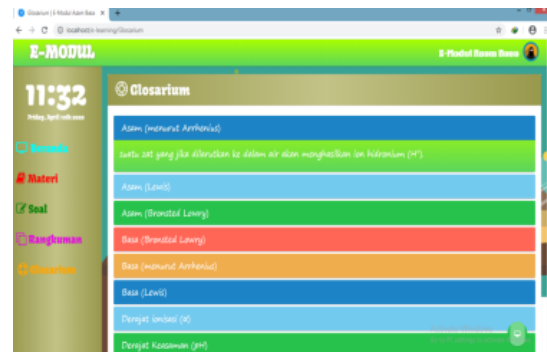 Glosarium | E-Modul Asam Basa
localhost/e-learning/Glosarium
E-MODUL
E-Modul Asam Basa
11:32
Glosarium
Asam (menurut Arrhenius)
suatu zat yang jika dilarutkan ke dalam air akan menghasilkan ion hidronium (H⁺).
Asam (Lewis)
Asam (Bronsted Lowry)
Basa (Bronsted Lowry)
Basa (menurut Arrhenius)
Basa (Lewis)
Derajat ionisasi (α)
Derajat Keasaman (pH)
Beranda
Materi
Soal
Rangkuman
Glosarium